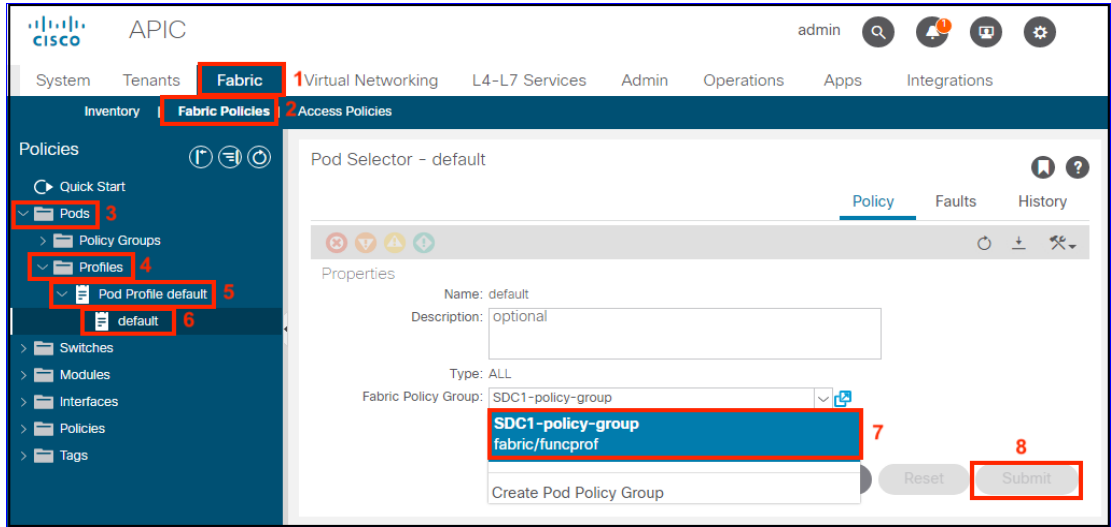 CISCO
APIC
admin
1
System Tenants Fabric 1 Virtual Networking L4-L7 Services Admin Operations Apps Integrations
Inventory | Fabric Policies | 2 Access Policies
Policies
Quick Start
Pods 3
Policy Groups
Profiles 4
Pod Profile default 5
default 6
Switches
Modules
Interfaces
Policies
Tags
Pod Selector - default
Policy Faults History
Properties
Name: default
Description: optional
Type: ALL
Fabric Policy Group: SDC1-policy-group
SDC1-policy-group
fabric/funcprof
7
Create Pod Policy Group
Reset
Submit
8